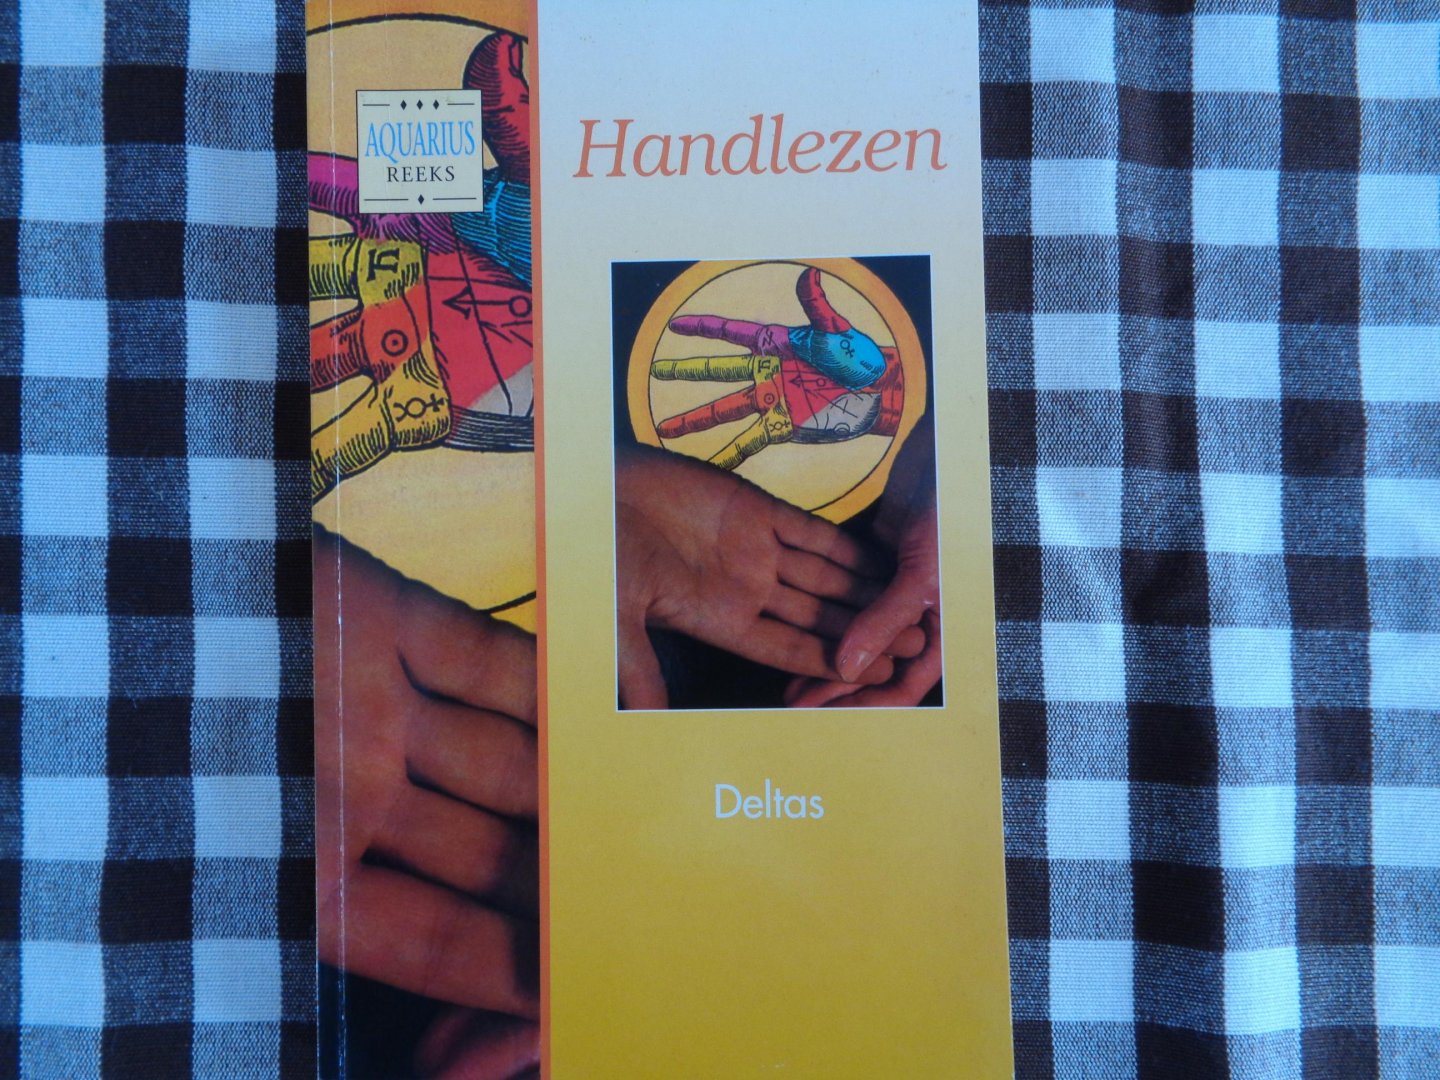 AQUARIUS
REEKS
Handlezen
Deltas